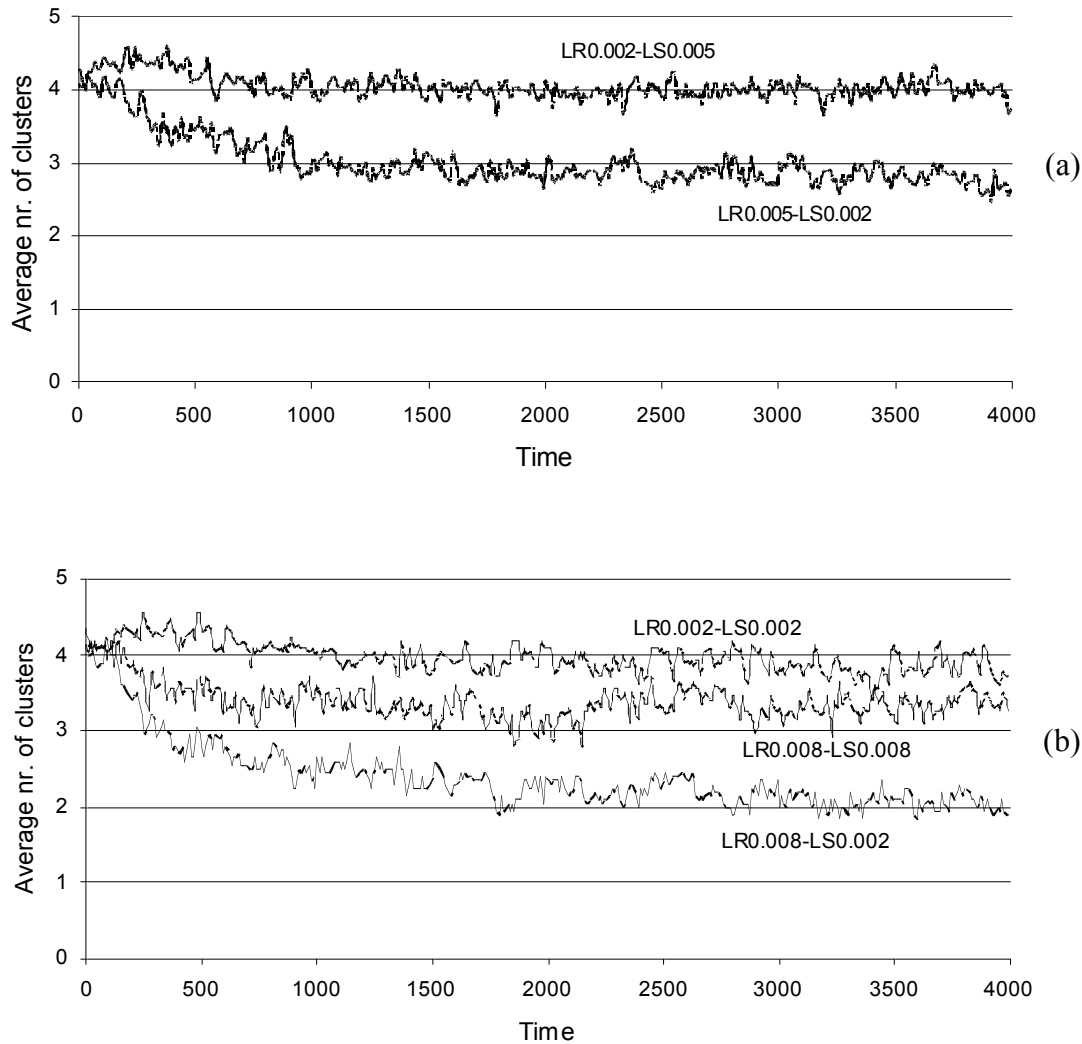 5
LR0.002-LS0.005
4
3
(a)
LR0.005-LS0.002
2
1
0
Average nr. of clusters
0 500 1000 1500 2000 2500 3000 3500 4000
Time
5
LR0.002-LS0.002
4
3
LR0.008-LS0.008
(b)
2
LR0.008-LS0.002
1
0
Average nr. of clusters
0 500 1000 1500 2000 2500 3000 3500 4000
Time